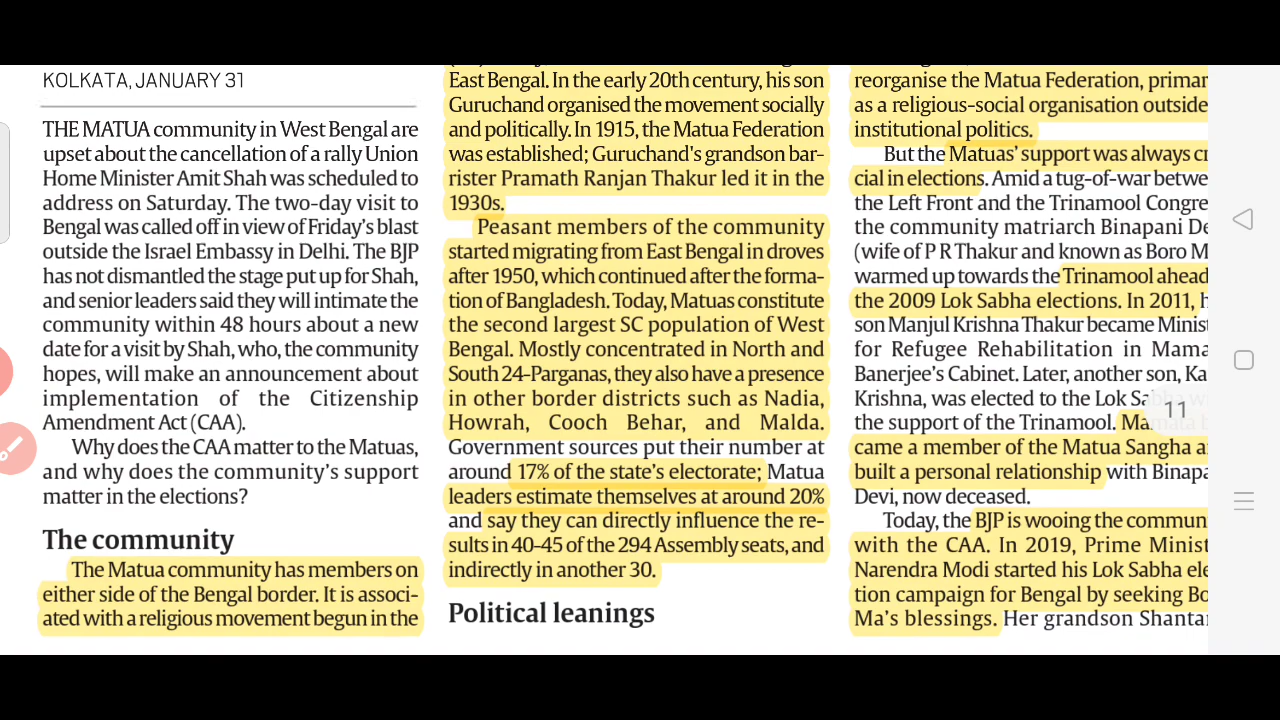 KOLKATA, JANUARY 31
THE MATUA community in West Bengal are
upset about the cancellation of a rally Union
Home Minister Amit Shah was scheduled to
address on Saturday. The two-day visit to
Bengal was called off in view of Friday's blast
outside the Israel Embassy in Delhi. The BJP
has not dismantled the stage put up for Shah,
and senior leaders said they will intimate the
community within 48 hours about a new
date for a visit by Shah, who, the community
hopes, will make an announcement about
implementation of the Citizenship
Amendment Act (CAA).
Why does the CAA matter to the Matuas,
and why does the community's support
matter in the elections?
The community
The Matua community has members on
either side of the Bengal border. It is associ-
ated with a religious movement begun in the
East Bengal. In the early 20th century, his son
Guruchand organised the movement socially
and politically. In 1915, the Matua Federation
was established; Guruchand's grandson bar-
rister Pramath Ranjan Thakur led it in the
1930s.
Peasant members of the community
started migrating from East Bengal in droves
after 1950, which continued after the forma-
tion of Bangladesh. Today, Matuas constitute
the second largest SC population of West
Bengal. Mostly concentrated in North and
South 24-Parganas, they also have a presence
in other border districts such as Nadia,
Howrah, Cooch Behar, and Malda.
Government sources put their number at
around 17% of the state's electorate; Matua
leaders estimate themselves at around 20%
and say they can directly influence the re-
sults in 40-45 of the 294 Assembly seats, and
indirectly in another 30.
Political leanings
reorganise the Matua Federation, primar
as a religious-social organisation outside
institutional politics.
But the Matuas' support was always cr
cial in elections. Amid a tug-of-war betwe
the Left Front and the Trinamool Congre
the community matriarch Binapani De
(wife of P R Thakur and known as Boro M
warmed up towards the Trinamool ahead
the 2009 Lok Sabha elections. In 2011, h
son Manjul Krishna Thakur became Minist
for Refugee Rehabilitation in Mama
Banerjee's Cabinet. Later, another son, Ka
Krishna, was elected to the Lok Sabha w
the support of the Trinamool. Mamata b
came a member of the Matua Sangha a
built a personal relationship with Binapa
Devi, now deceased.
Today, the BJP is wooing the commun
with the CAA. In 2019, Prime Minist
Narendra Modi started his Lok Sabha ele
tion campaign for Bengal by seeking Bo
Ma's blessings. Her grandson Shantan
11